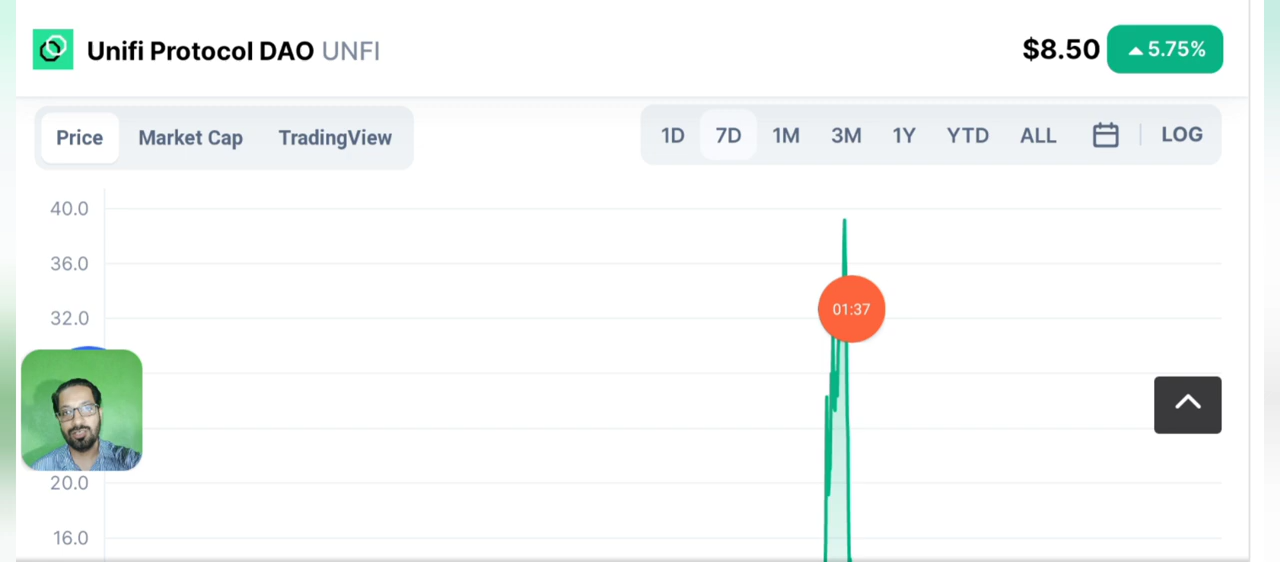 Unifi Protocol DAO UNFI
$8.50 5.75%
Price Market Cap TradingView
1D 7D 1M 3M 1Y YTD ALL LOG
40.0
36.0
32.0
01:37
20.0
16.0